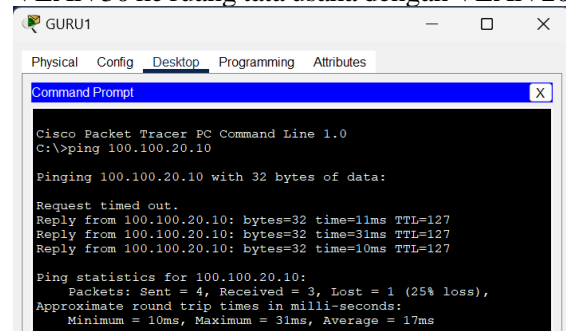 GURU1
Physical Config Desktop Programming Attributes
Command Prompt
X
Cisco Packet Tracer PC Command Line 1.0
C:\>ping 100.100.20.10
Pinging 100.100.20.10 with 32 bytes of data:
Request timed out.
Reply from 100.100.20.10: bytes=32 time=11ms TTL=127
Reply from 100.100.20.10: bytes=32 time=31ms TTL=127
Reply from 100.100.20.10: bytes=32 time=10ms TTL=127
Ping statistics for 100.100.20.10:
Packets: Sent = 4, Received = 3, Lost = 1 (25% loss),
Approximate round trip times in milli-seconds:
Minimum = 10ms, Maximum = 31ms, Average = 17ms